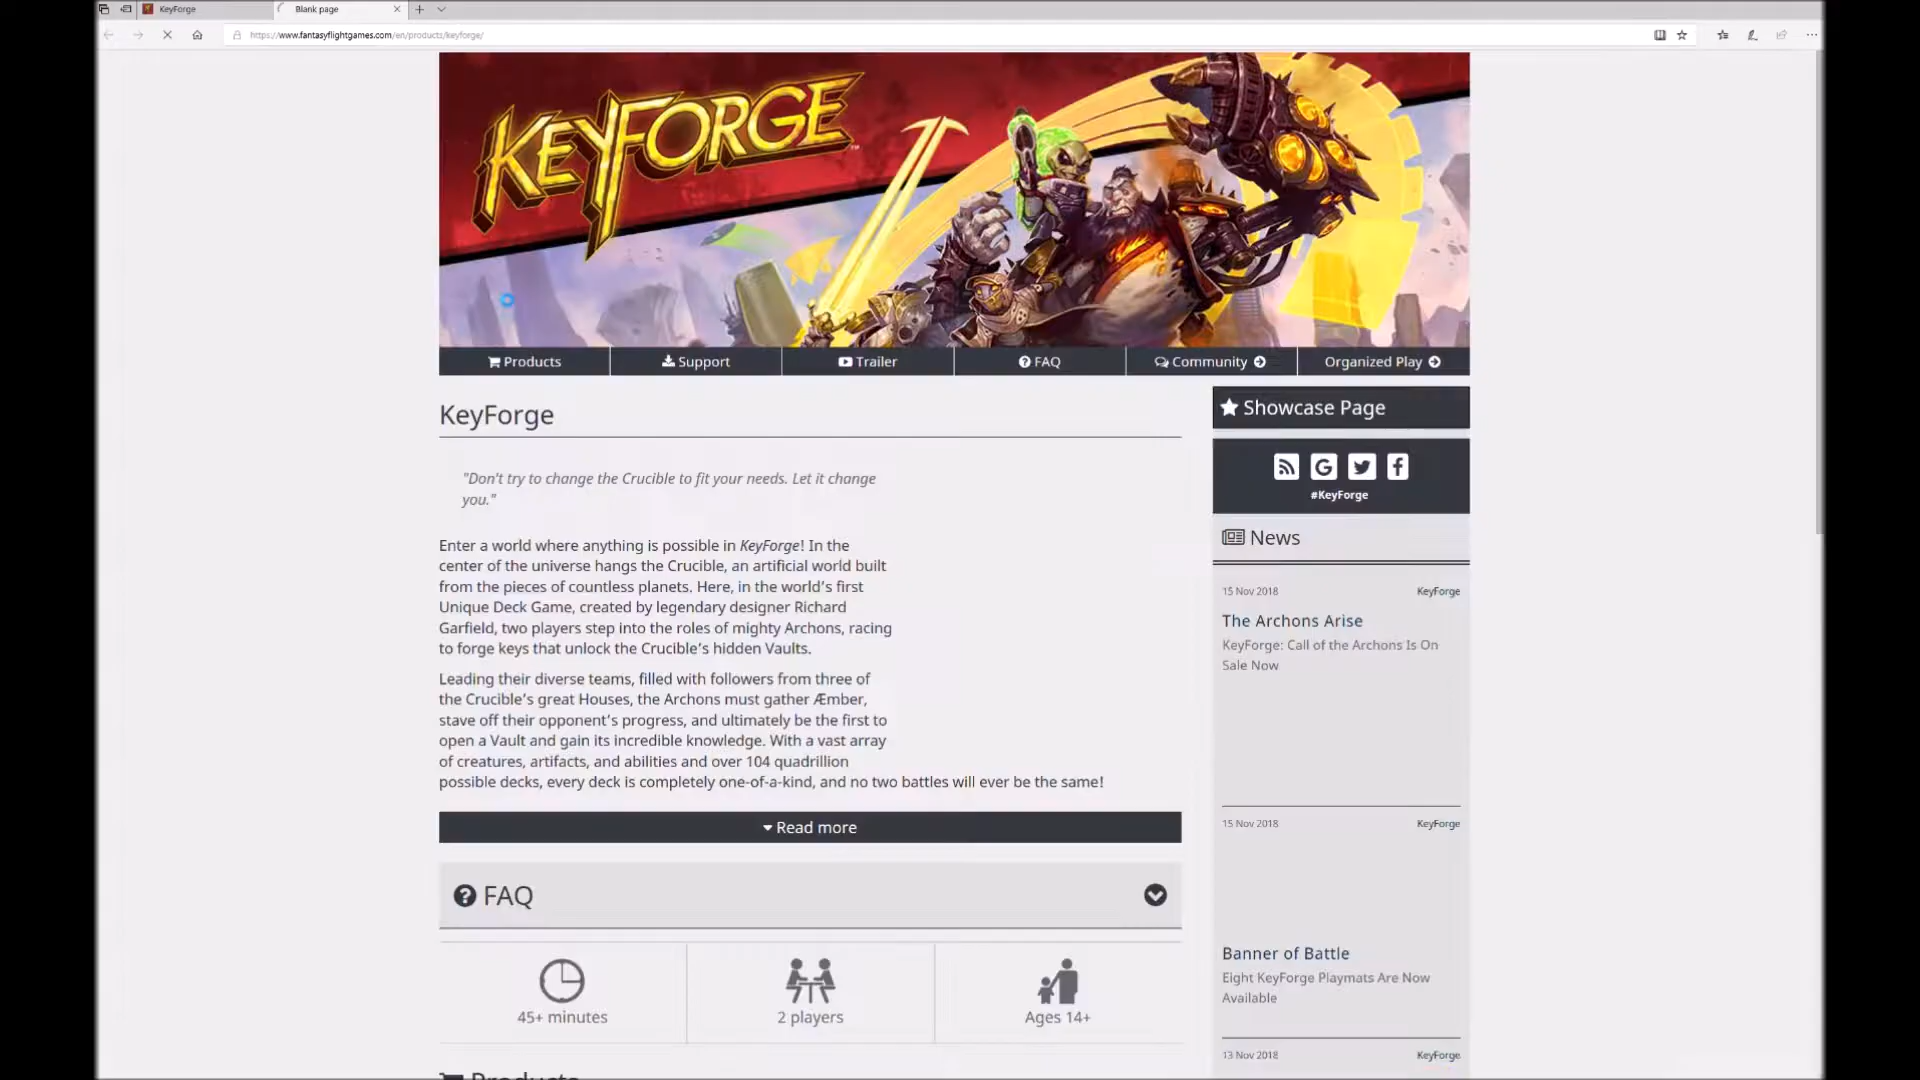 KeyForge
Blank page
https://www.fantasyflightgames.com/en/products/keyforge/
KEYFORGE
Products
Support
Trailer
FAQ
Community
Organized Play
KeyForge
"Don't try to change the Crucible to fit your needs. Let it change
you."
Enter a world where anything is possible in KeyForge! In the
center of the universe hangs the Crucible, an artificial world built
from the pieces of countless planets. Here, in the world's first
Unique Deck Game, created by legendary designer Richard
Garfield, two players step into the roles of mighty Archons, racing
to forge keys that unlock the Crucible's hidden Vaults.
Leading their diverse teams, filled with followers from three of
the Crucible's great Houses, the Archons must gather Æmber,
stave off their opponent's progress, and ultimately be the first to
open a Vault and gain its incredible knowledge. With a vast array
of creatures, artifacts, and abilities and over 104 quadrillion
possible decks, every deck is completely one-of-a-kind, and no two battles will ever be the same!
Read more
FAQ
45+ minutes
2 players
Ages 14+
Products
Showcase Page
#KeyForge
News
15 Nov 2018 KeyForge
The Archons Arise
KeyForge: Call of the Archons Is On
Sale Now
15 Nov 2018 KeyForge
Banner of Battle
Eight KeyForge Playmats Are Now
Available
13 Nov 2018 KeyForge